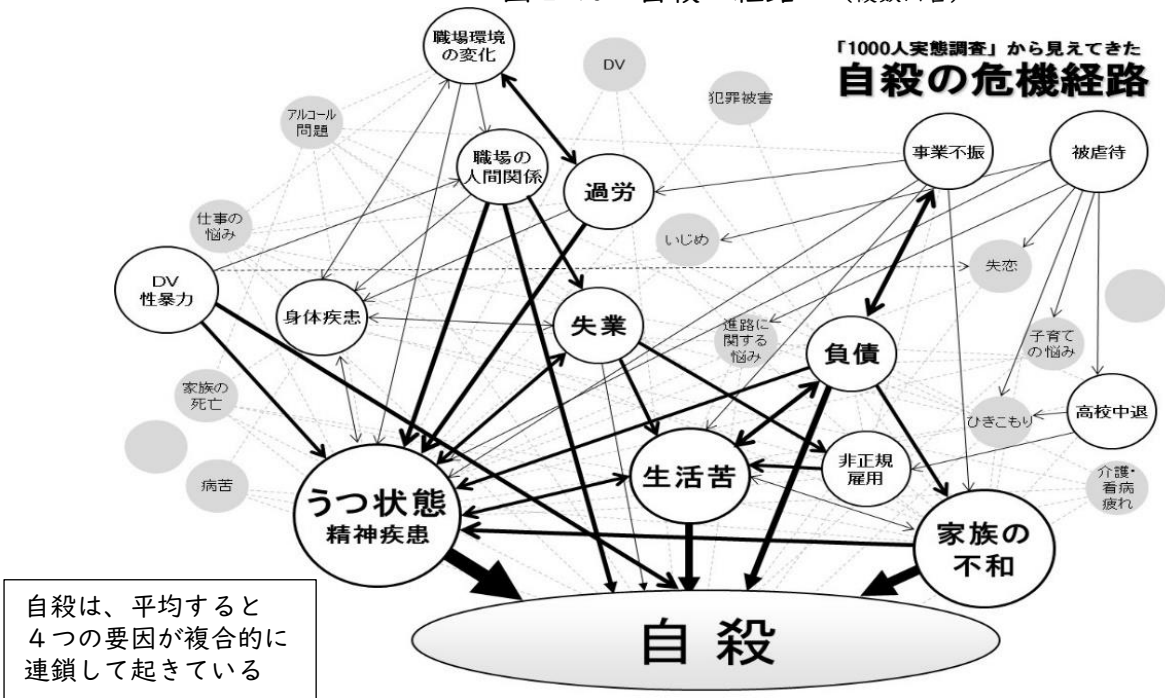 「1000人実態調査」から見えてきた
自殺の危機経路
職場環境
の変化
DV
犯罪被害
アルコール
問題
職場の
人間関係
過労
事業不振
被虐待
仕事の
悩み
いじめ
失恋
DV
性暴力
身体疾患
失業
進路に
関する
悩み
負債
子育て
の悩み
家族の
死亡
ひきこもり
高校中退
病苦
うつ状態
精神疾患
生活苦
非正規
雇用
介護・
看病
疲れ
家族の
不和
自殺は、平均すると
４つの要因が複合的に
連鎖して起きている
自殺